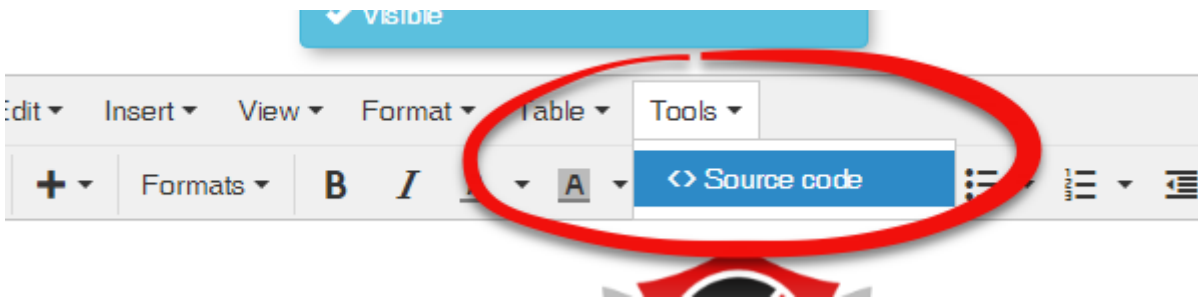 Visible
Edit Insert View Format Table Tools
Formats B I A A
<> Source code